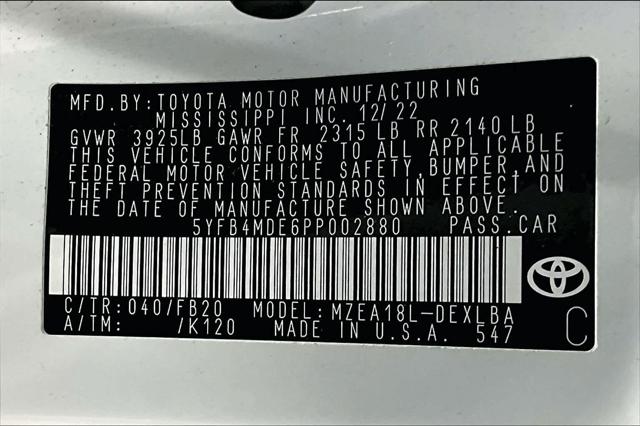 MFD. BY: TOYOTA MOTOR MANUFACTURING
MISSISSIPPI INC. 12/22
GVWR 3925LB GAWR FR 2315 LB RR 2140 LB
THIS VEHICLE CONFORMS TO ALL APPLICABLE
FEDERAL MOTOR VEHICLE SAFETY, BUMPER, AND
THEFT PREVENTION STANDARDS IN EFFECT ON
THE DATE OF MANUFACTURE SHOWN ABOVE.
5YFB4MDE6PP002880 PASS. CAR
C/TR: 040/FB20 MODEL: MZEA18L-DEXLBA
A/TM: /K120 MADE IN U.S.A. 547
C